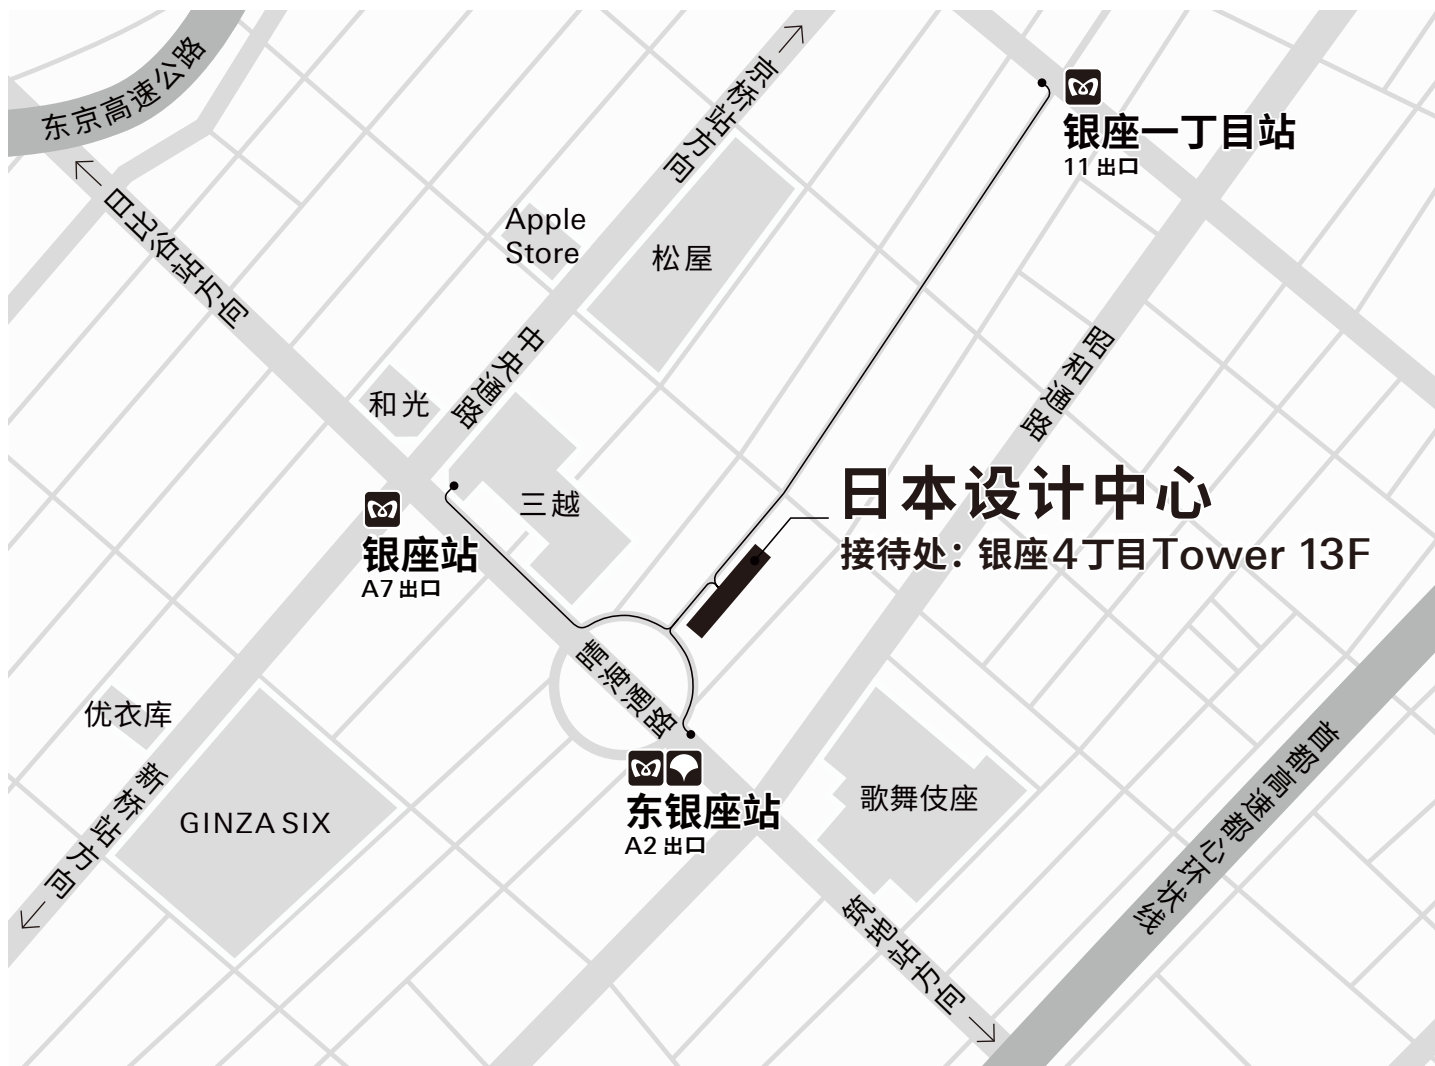 东京高速公路
京桥站方向
银座一丁目站
11 出口
日比谷站方向
Apple
Store
松屋
中央通路
昭和通路
和光
日本设计中心
接待处：银座4丁目Tower 13F
三越
银座站
A7 出口
晴海通路
优衣库
新桥站方向
GINZA SIX
东银座站
A2 出口
歌舞伎座
首都高速都心环状线
筑地站方向